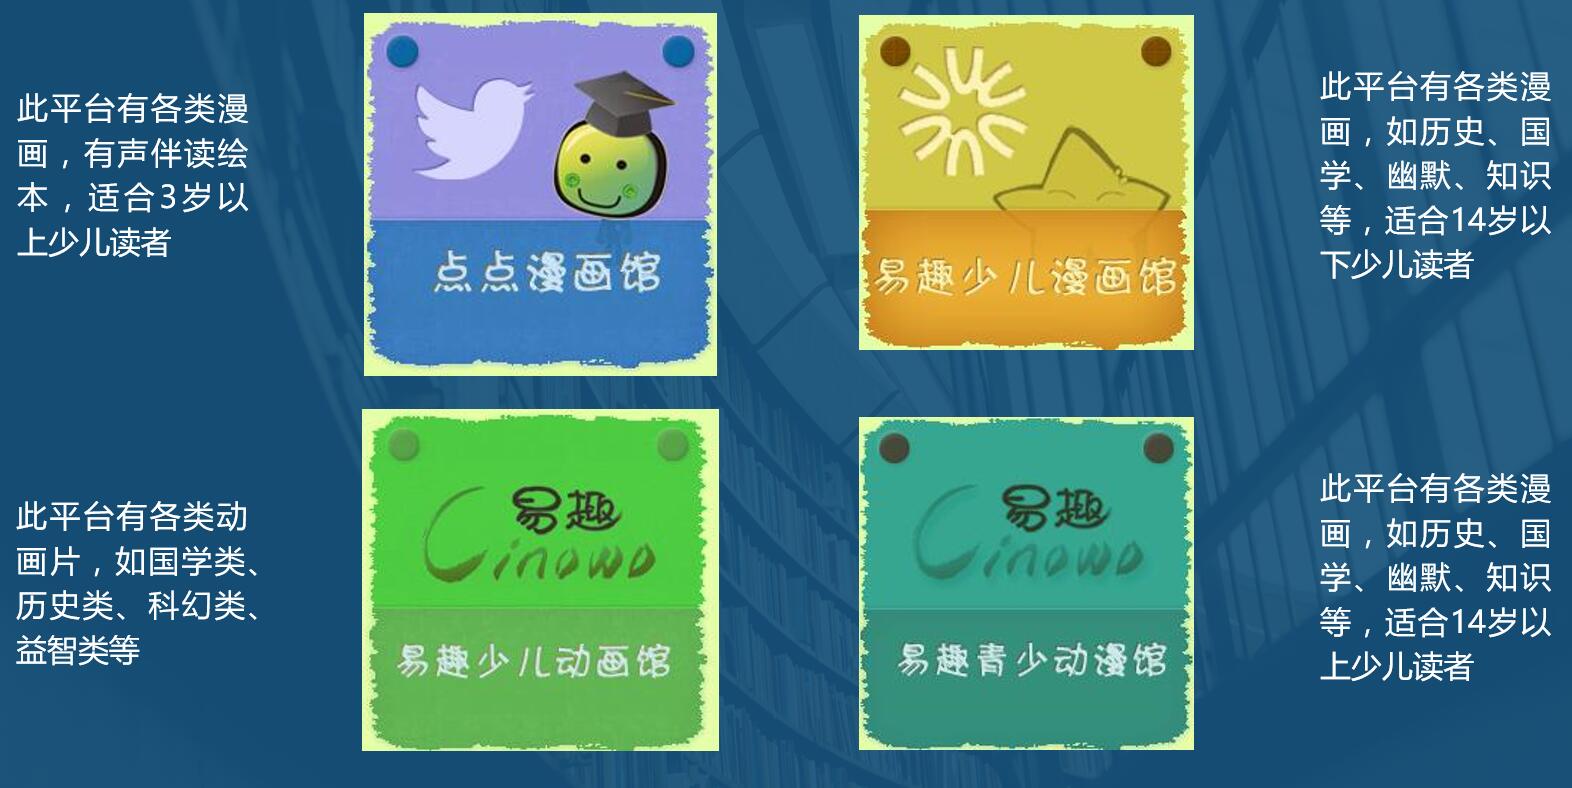 此平台有各类漫
画，有声伴读绘
本，适合3岁以
上少儿读者
点点漫画馆
易趣少儿漫画馆
此平台有各类漫
画，如历史、国
学、幽默、知识
等，适合14岁以
下少儿读者
此平台有各类动
画片，如国学类、
历史类、科幻类、
益智类等
易趣
Cinowo
易趣少儿动画馆
易趣
Cinowo
易趣青少动漫馆
此平台有各类漫
画，如历史、国
学、幽默、知识
等，适合14岁以
上少儿读者